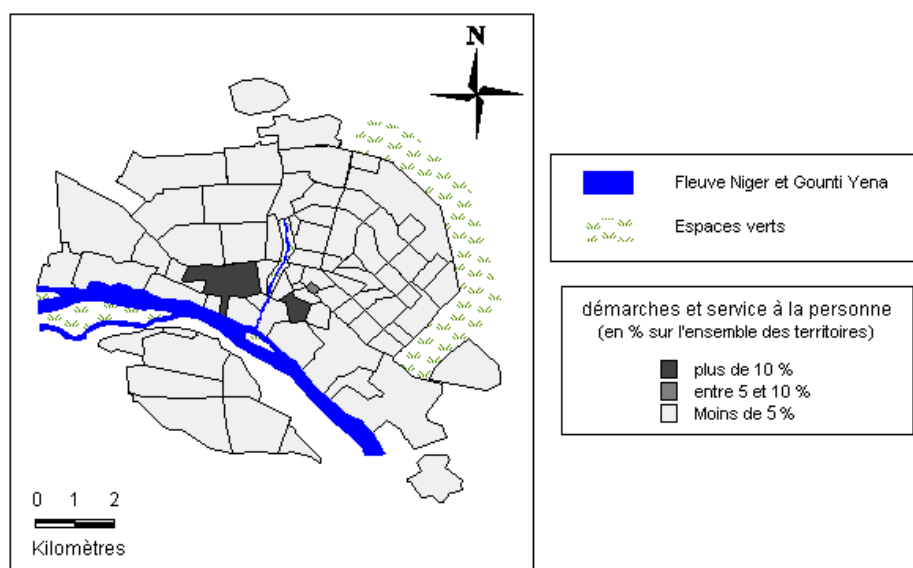 N
Fleuve Niger et Gounti Yena
Espaces verts
démarches et service à la personne
(en % sur l'ensemble des territoires)
plus de 10 %
entre 5 et 10 %
Moins de 5 %
0 1 2
Kilomètres